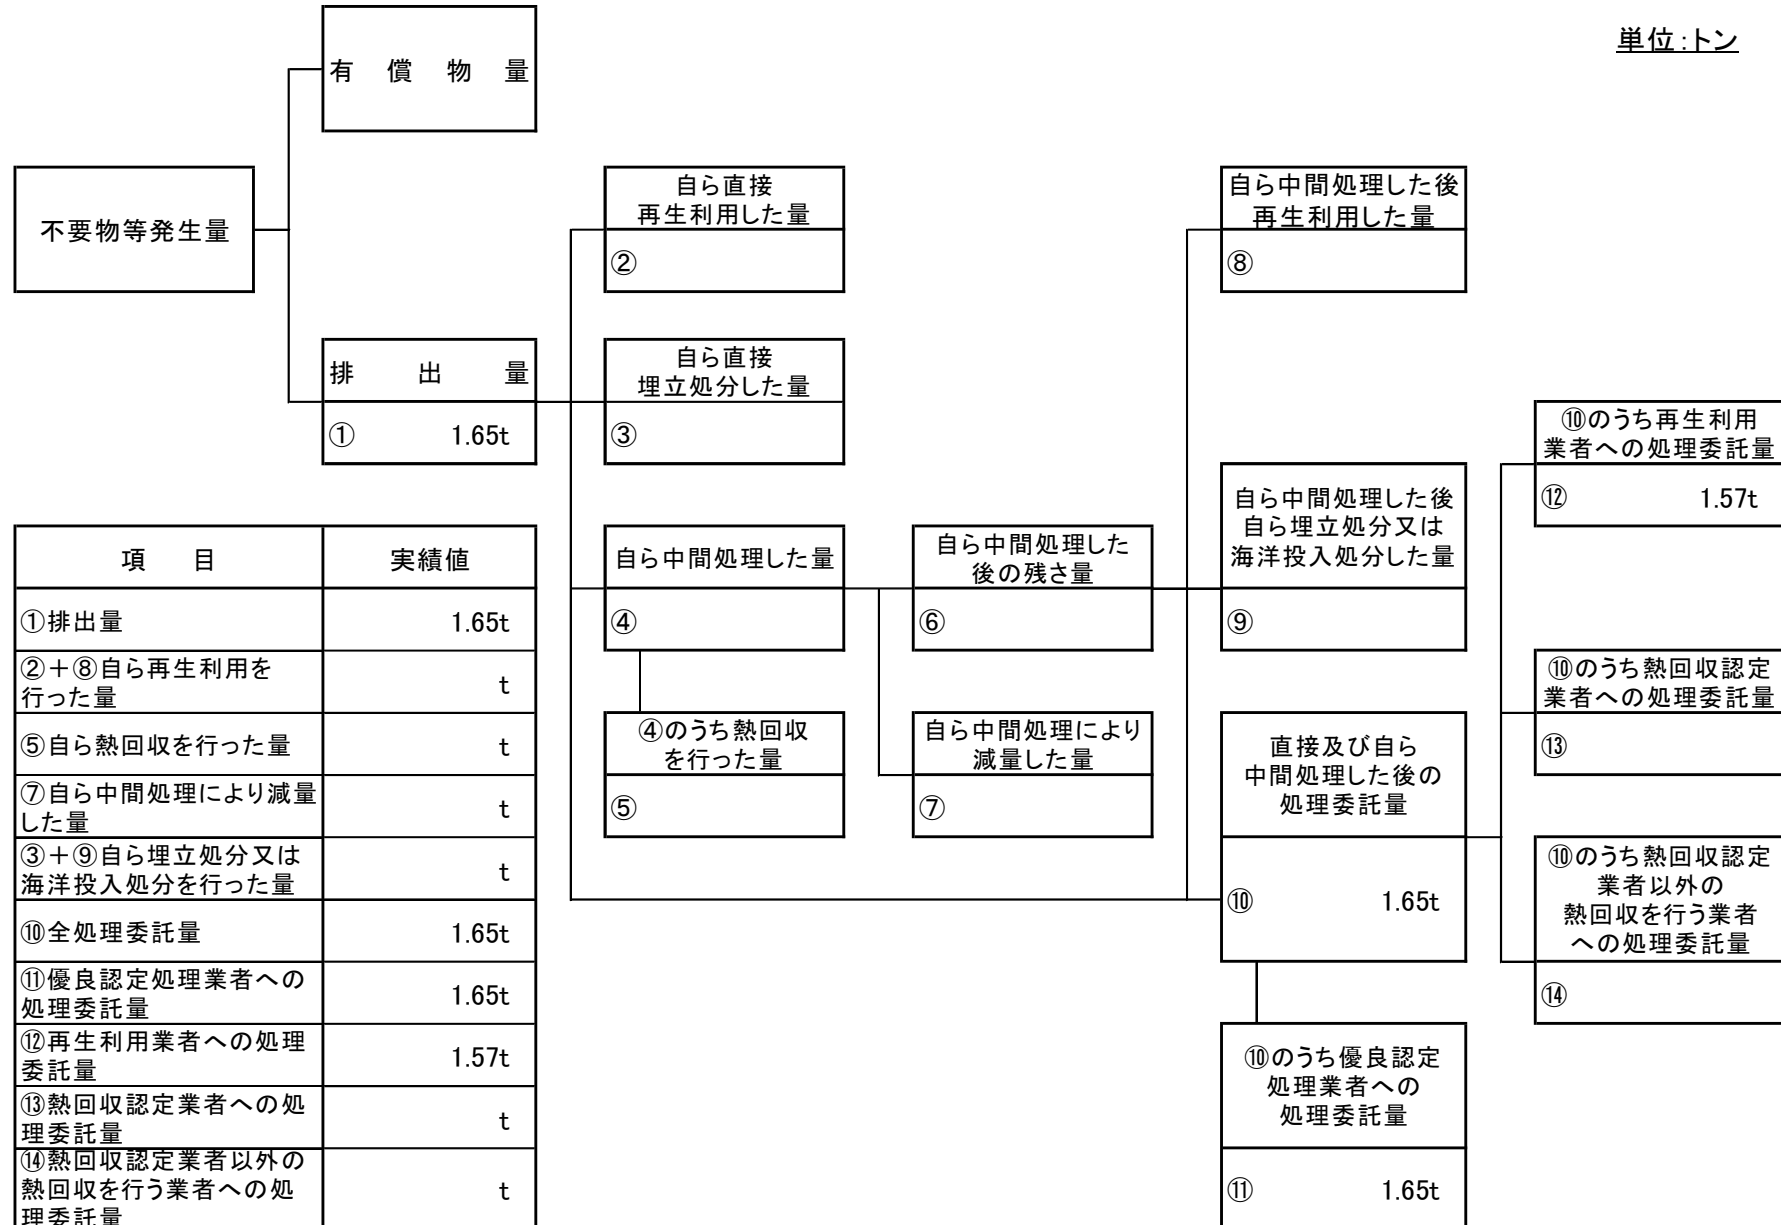 単位:トン
有償物量
不要物等発生量
排出量
① 1.65t
自ら直接
再生利用した量
②
自ら直接
埋立処分した量
③
自ら中間処理した量
④
④のうち熱回収
を行った量
⑤
自ら中間処理した
後の残さ量
⑥
自ら中間処理により
減量した量
⑦
自ら中間処理した後
再生利用した量
⑧
自ら中間処理した後
自ら埋立処分又は
海洋投入処分した量
⑨
直接及び自ら
中間処理した後の
処理委託量
⑩ 1.65t
⑩のうち優良認定
処理業者への
処理委託量
⑪ 1.65t
⑩のうち再生利用
業者への処理委託量
⑫ 1.57t
⑩のうち熱回収認定
業者への処理委託量
⑬
⑩のうち熱回収認定
業者以外の
熱回収を行う業者
への処理委託量
⑭
項目 実績値
①排出量 1.65t
②+⑧自ら再生利用を
行った量 t
⑤自ら熱回収を行った量 t
⑦自ら中間処理により減量
した量 t
③+⑨自ら埋立処分又は
海洋投入処分を行った量 t
⑩全処理委託量 1.65t
⑪優良認定処理業者への
処理委託量 1.65t
⑫再生利用業者への処理
委託量 1.57t
⑬熱回収認定業者への処
理委託量 t
⑭熱回収認定業者以外の
熱回収を行う業者への処 t
理委託量